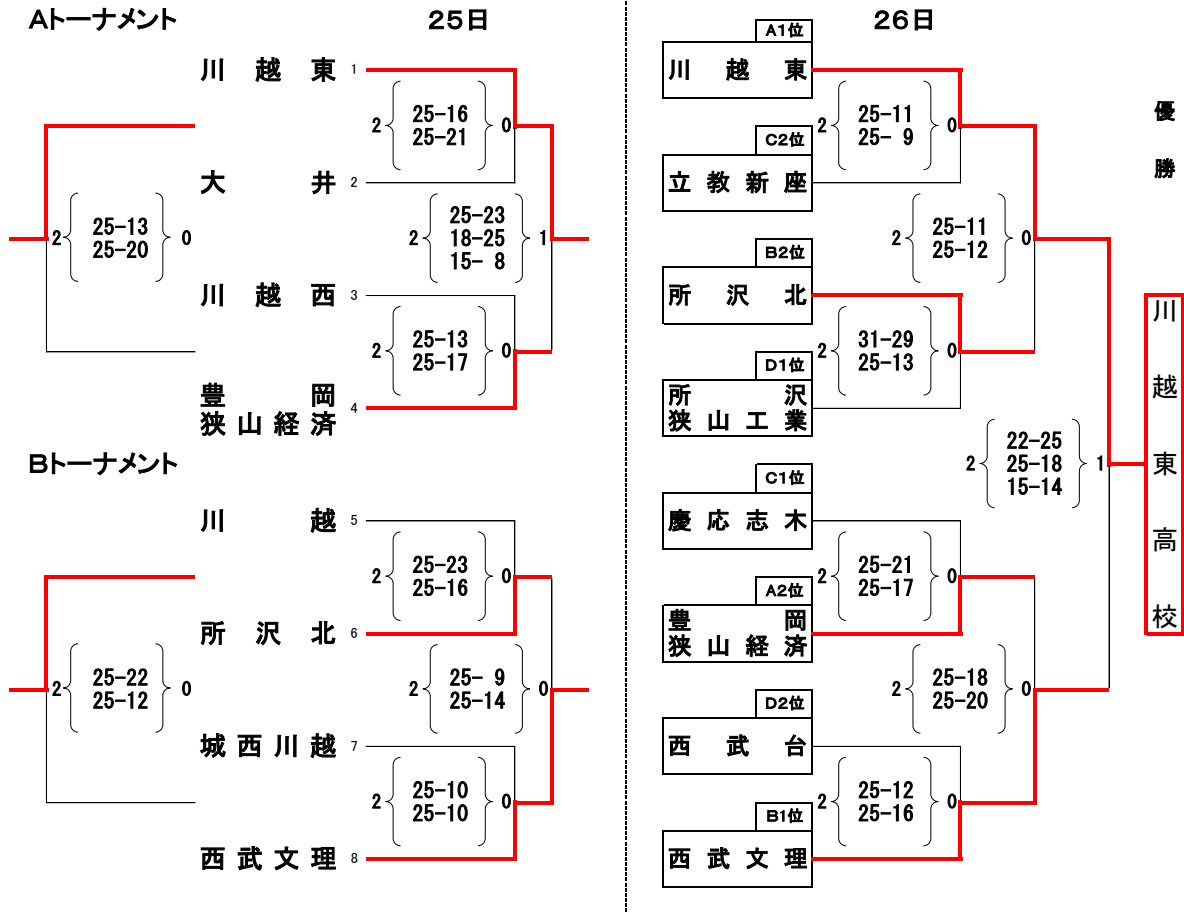 Aトーナメント
25日
川越東 1
2 25-16 0
25-21
大井 2
2 25-13 0
25-20
2 25-23 1
18-25
15- 8
川越西 3
2 25-13 0
25-17
豊岡
狭山経済 4
Bトーナメント
川越 5
2 25-23 0
25-16
所沢北 6
2 25-22 0
25-12
2 25- 9 0
25-14
城西川越 7
2 25-10 0
25-10
西武文理 8
26日
A1位
川越東
2 25-11 0
25- 9
C2位
立教新座
2 25-11 0
25-12
B2位
所沢北
2 31-29 0
25-13
D1位
所沢
狭山工業
2 22-25 1
25-18
15-14
C1位
慶応志木
2 25-21 0
25-17
A2位
豊岡
狭山経済
2 25-18 0
25-20
D2位
西武台
2 25-12 0
25-16
B1位
西武文理
優勝
川越東高校